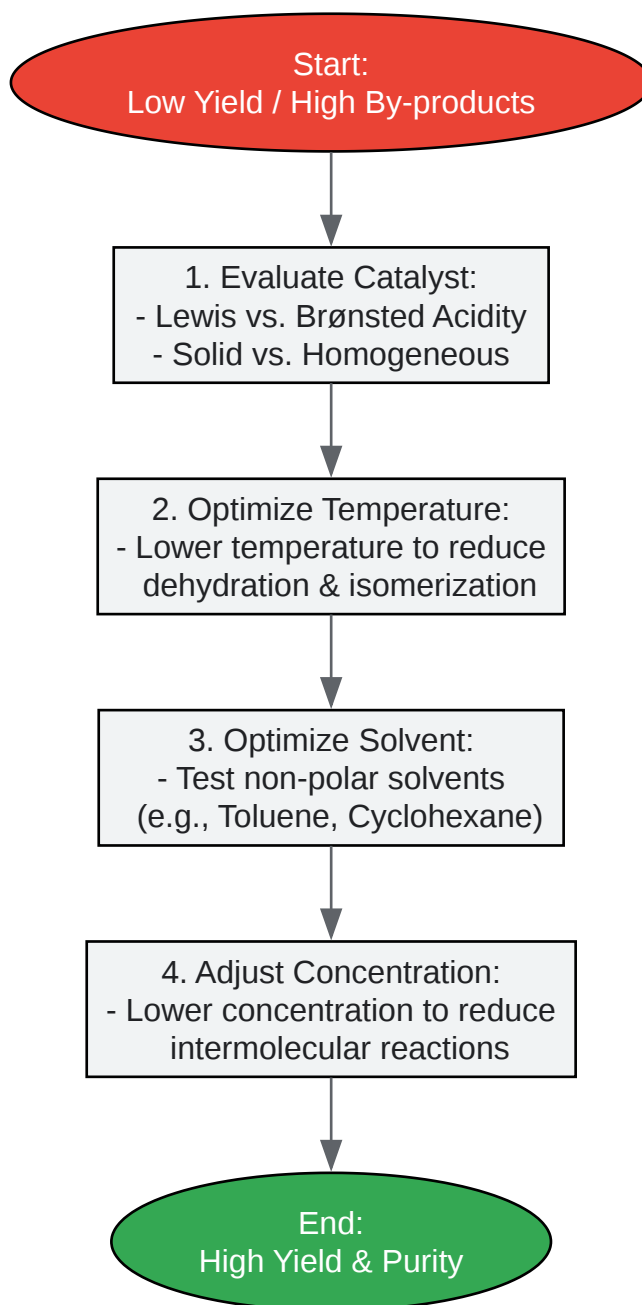 Start:
Low Yield / High By-products
1. Evaluate Catalyst:
- Lewis vs. Brønsted Acidity
- Solid vs. Homogeneous
2. Optimize Temperature:
- Lower temperature to reduce
dehydration & isomerization
3. Optimize Solvent:
- Test non-polar solvents
(e.g., Toluene, Cyclohexane)
4. Adjust Concentration:
- Lower concentration to reduce
intermolecular reactions
End:
High Yield & Purity